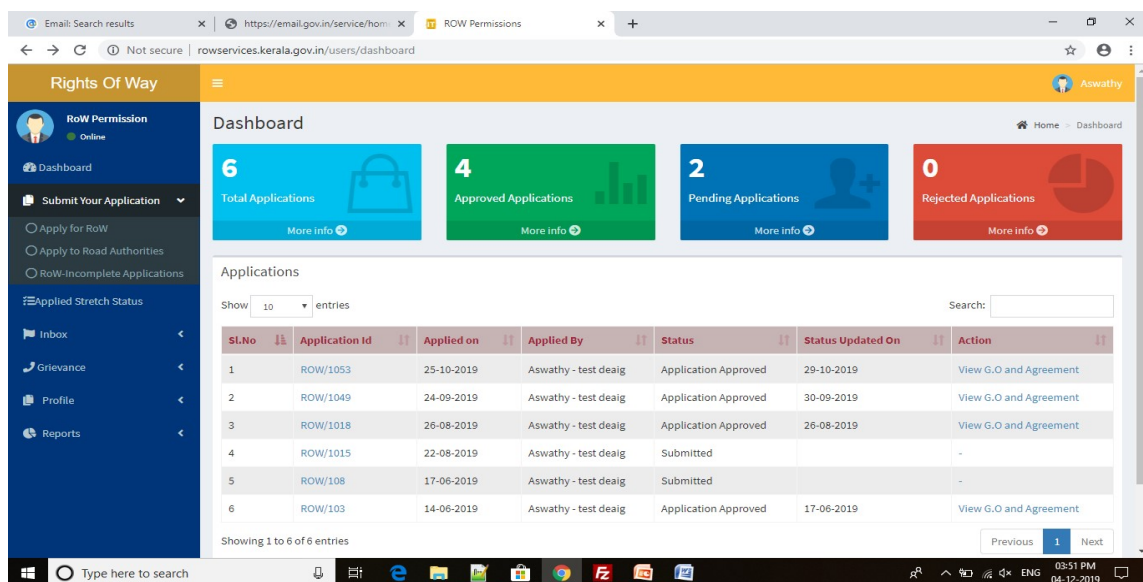 Email: Search results
https://email.gov.in/service/hom
ROW Permissions
Not secure | rowservices.kerala.gov.in/users/dashboard
Rights Of Way
Aswathy
RoW Permission
Online
Dashboard
Home > Dashboard
Dashboard
Submit Your Application
Apply for RoW
Apply to Road Authorities
RoW-Incomplete Applications
Applied Stretch Status
Inbox
Grievance
Profile
Reports
6 4 2 0
Total Applications Approved Applications Pending Applications Rejected Applications
More info More info More info More info
Applications
Show 10 entries Search:
Sl.No Application Id Applied on Applied By Status Status Updated On Action
1 ROW/1053 25-10-2019 Aswathy - test deaig Application Approved 29-10-2019 View G.O and Agreement
2 ROW/1049 24-09-2019 Aswathy - test deaig Application Approved 30-09-2019 View G.O and Agreement
3 ROW/1018 26-08-2019 Aswathy - test deaig Application Approved 26-08-2019 View G.O and Agreement
4 ROW/1015 22-08-2019 Aswathy - test deaig Submitted -
5 ROW/108 17-06-2019 Aswathy - test deaig Submitted -
6 ROW/103 14-06-2019 Aswathy - test deaig Application Approved 17-06-2019 View G.O and Agreement
Showing 1 to 6 of 6 entries Previous 1 Next
Type here to search
ENG
03:51 PM
04-12-2019